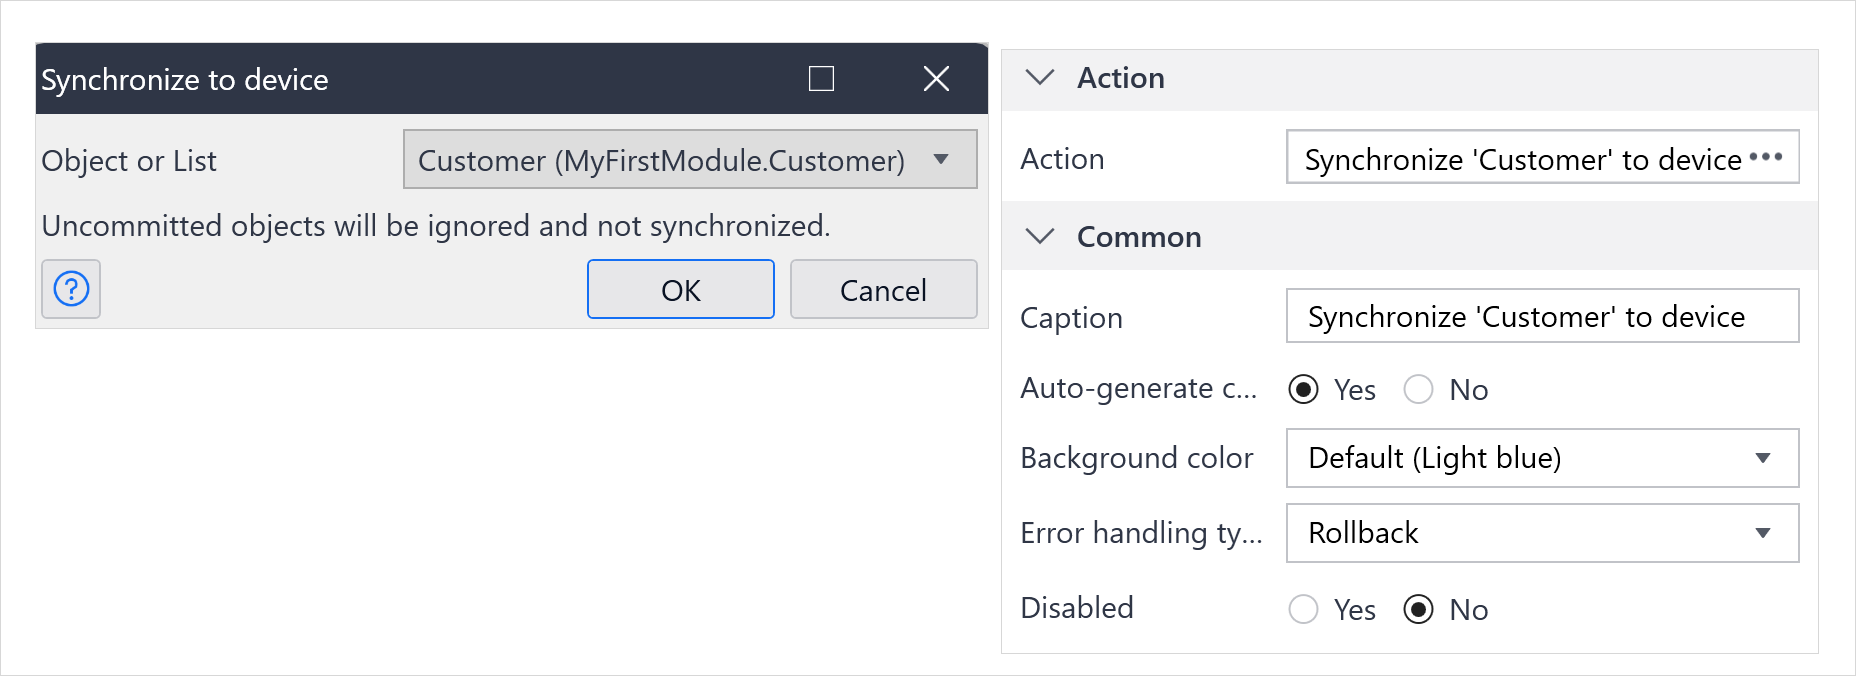 Synchronize to device
Object or List
Customer (MyFirstModule.Customer)
Uncommitted objects will be ignored and not synchronized.
?
OK
Cancel
Action
Action
Synchronize 'Customer' to device ...
Common
Caption
Synchronize 'Customer' to device
Auto-generate c...
Yes
No
Background color
Default (Light blue)
Error handling ty...
Rollback
Disabled
Yes
No